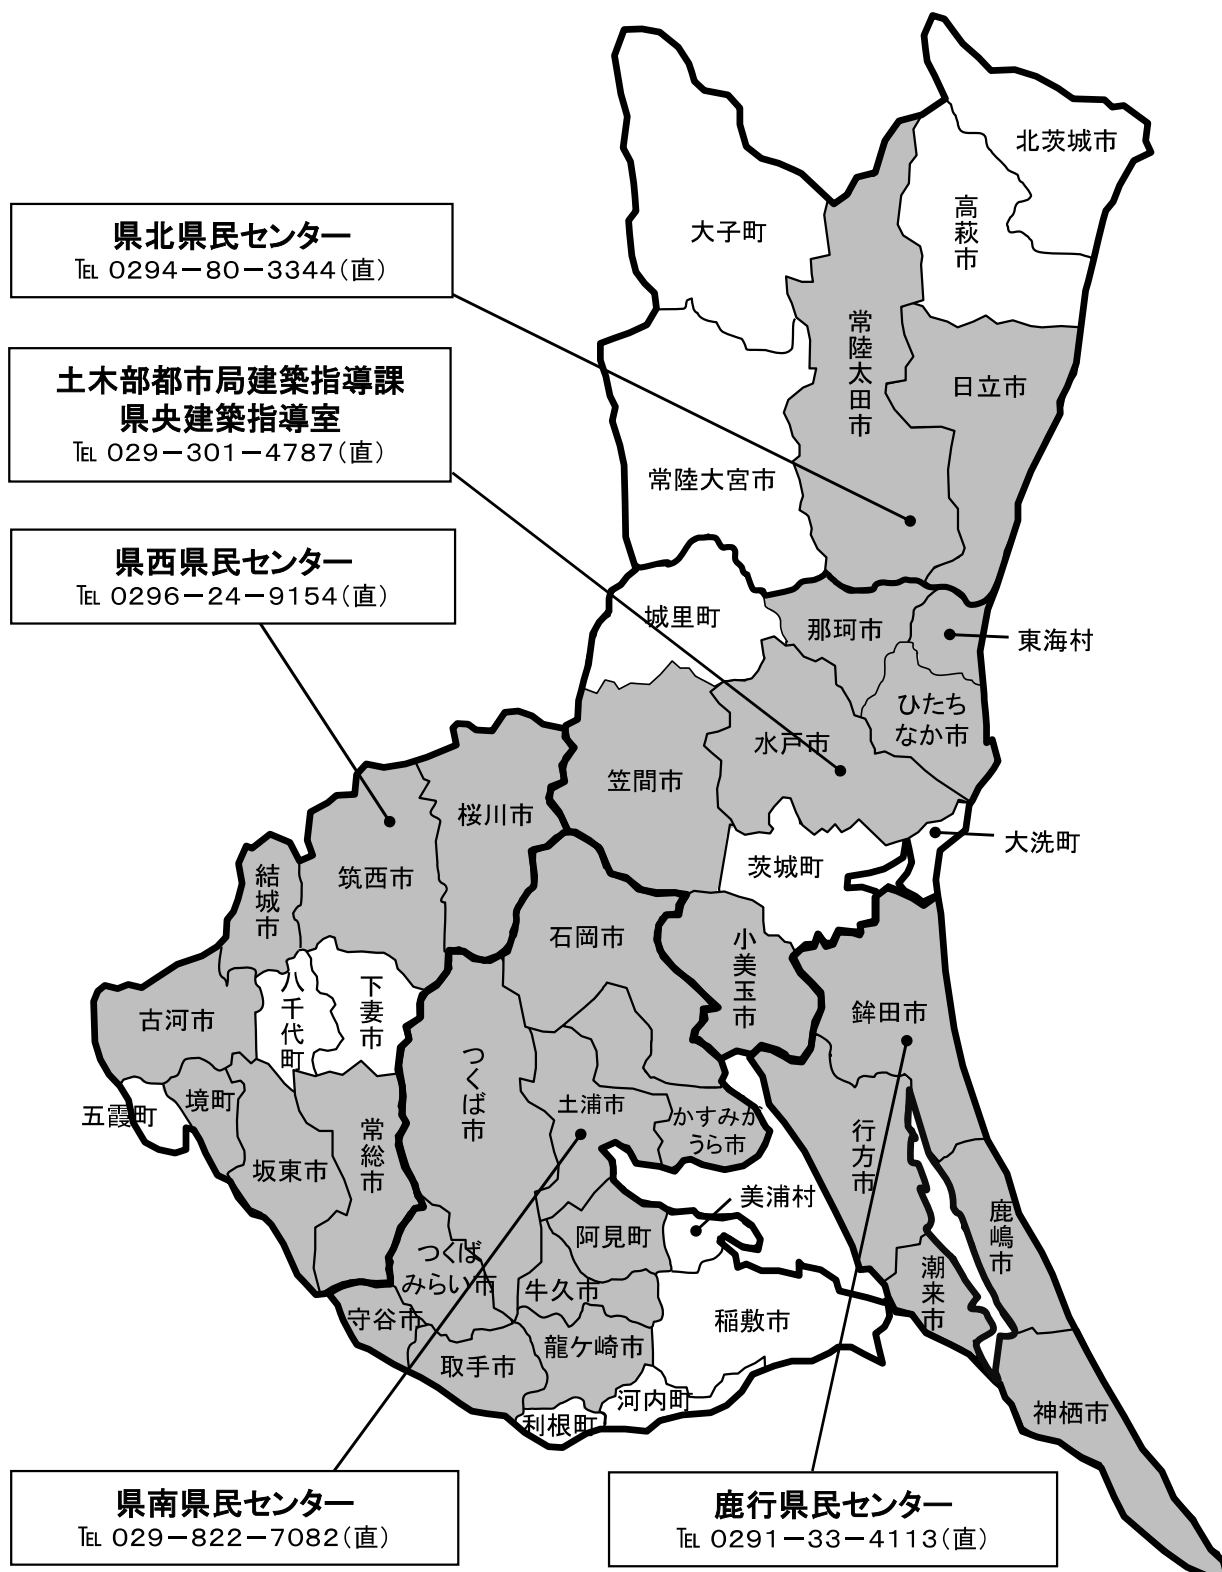 北茨城市
高萩市
大子町
県北県民センター
℡ 0294－80－3344(直)
常陸太田市
土木部都市局建築指導課
県央建築指導室
℡ 029－301－4787(直)
日立市
常陸大宮市
県西県民センター
℡ 0296－24－9154(直)
城里町
那珂市
東海村
ひたち
なか市
水戸市
笠間市
桜川市
大洗町
茨城町
筑西市
結城市
石岡市
小美玉市
鉾田市
古河市
八千代町
下妻市
つくば市
五霞町
境町
土浦市
かすみが
うら市
常総市
坂東市
行方市
美浦村
鹿嶋市
阿見町
つくば
みらい市
牛久市
潮来市
守谷市
稲敷市
龍ケ崎市
取手市
河内町
利根町
神栖市
県南県民センター
℡ 029－822－7082(直)
鹿行県民センター
℡ 0291－33－4113(直)